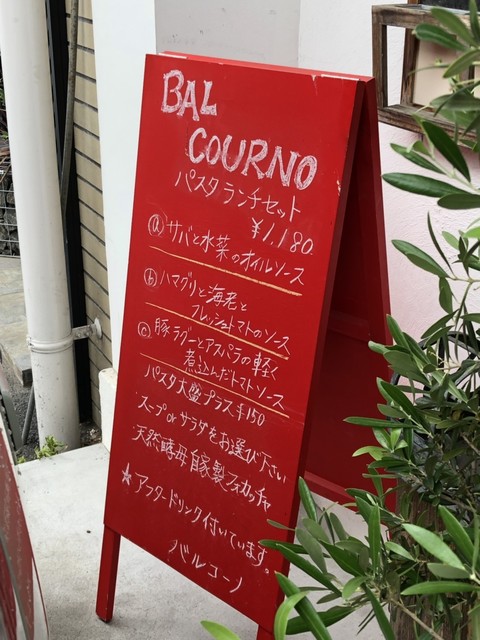 BAL
COURNO
パスタランチセット
¥1,180
ⓐ サバと水菜のオイルソース
ⓑ ハマグリと海老と
フレッシュトマトのソース
ⓒ 豚ラグーとアスパラの軽く
煮込んだトマトソース
パスタ大盛プラス¥150
・スープorサラダをお選び下さい
・天然酵母自家製フォカッチャ
★アフタードリンク付いています。
バルコーノ